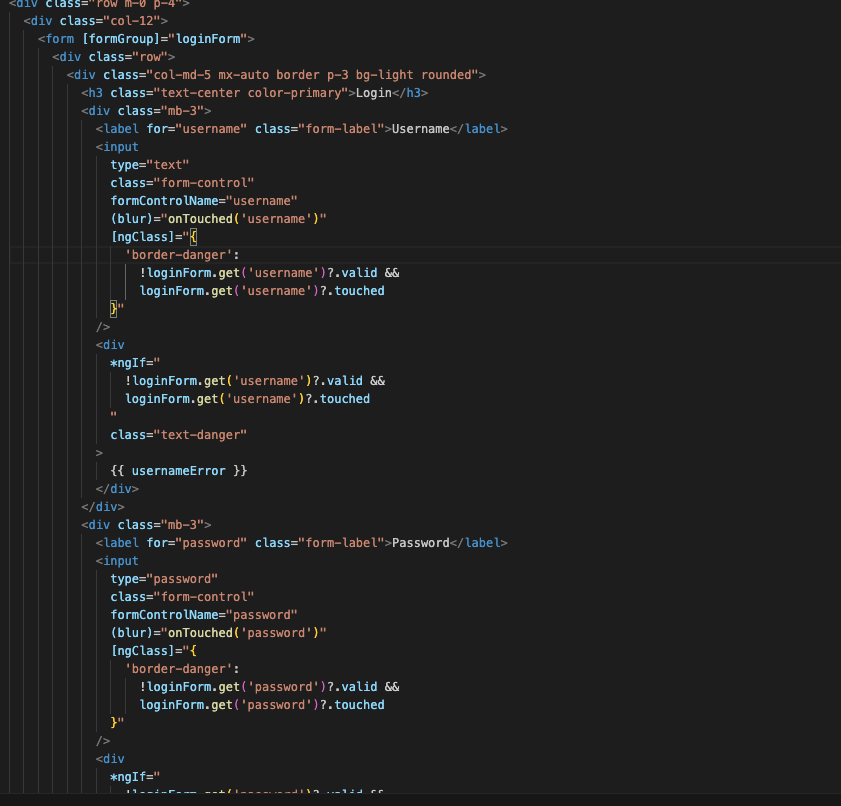 <div class="row m-0 p-4">
<div class="col-12">
<form [formGroup]="loginForm">
<div class="row">
<div class="col-md-5 mx-auto border p-3 bg-light rounded">
<h3 class="text-center color-primary">Login</h3>
<div class="mb-3">
<label for="username" class="form-label">Username</label>
<input
type="text"
class="form-control"
formControlName="username"
(blur)="onTouched('username')"
[ngClass]="{
'border-danger':
!loginForm.get('username')?.valid &&
loginForm.get('username')?.touched
}"
/>
<div
*ngIf="
!loginForm.get('username')?.valid &&
loginForm.get('username')?.touched
"
class="text-danger"
>
{{ usernameError }}
</div>
</div>
<div class="mb-3">
<label for="password" class="form-label">Password</label>
<input
type="password"
class="form-control"
formControlName="password"
(blur)="onTouched('password')"
[ngClass]="{
'border-danger':
!loginForm.get('password')?.valid &&
loginForm.get('password')?.touched
}"
/>
<div
*ngIf="
!loginForm.get('password')?.valid &&